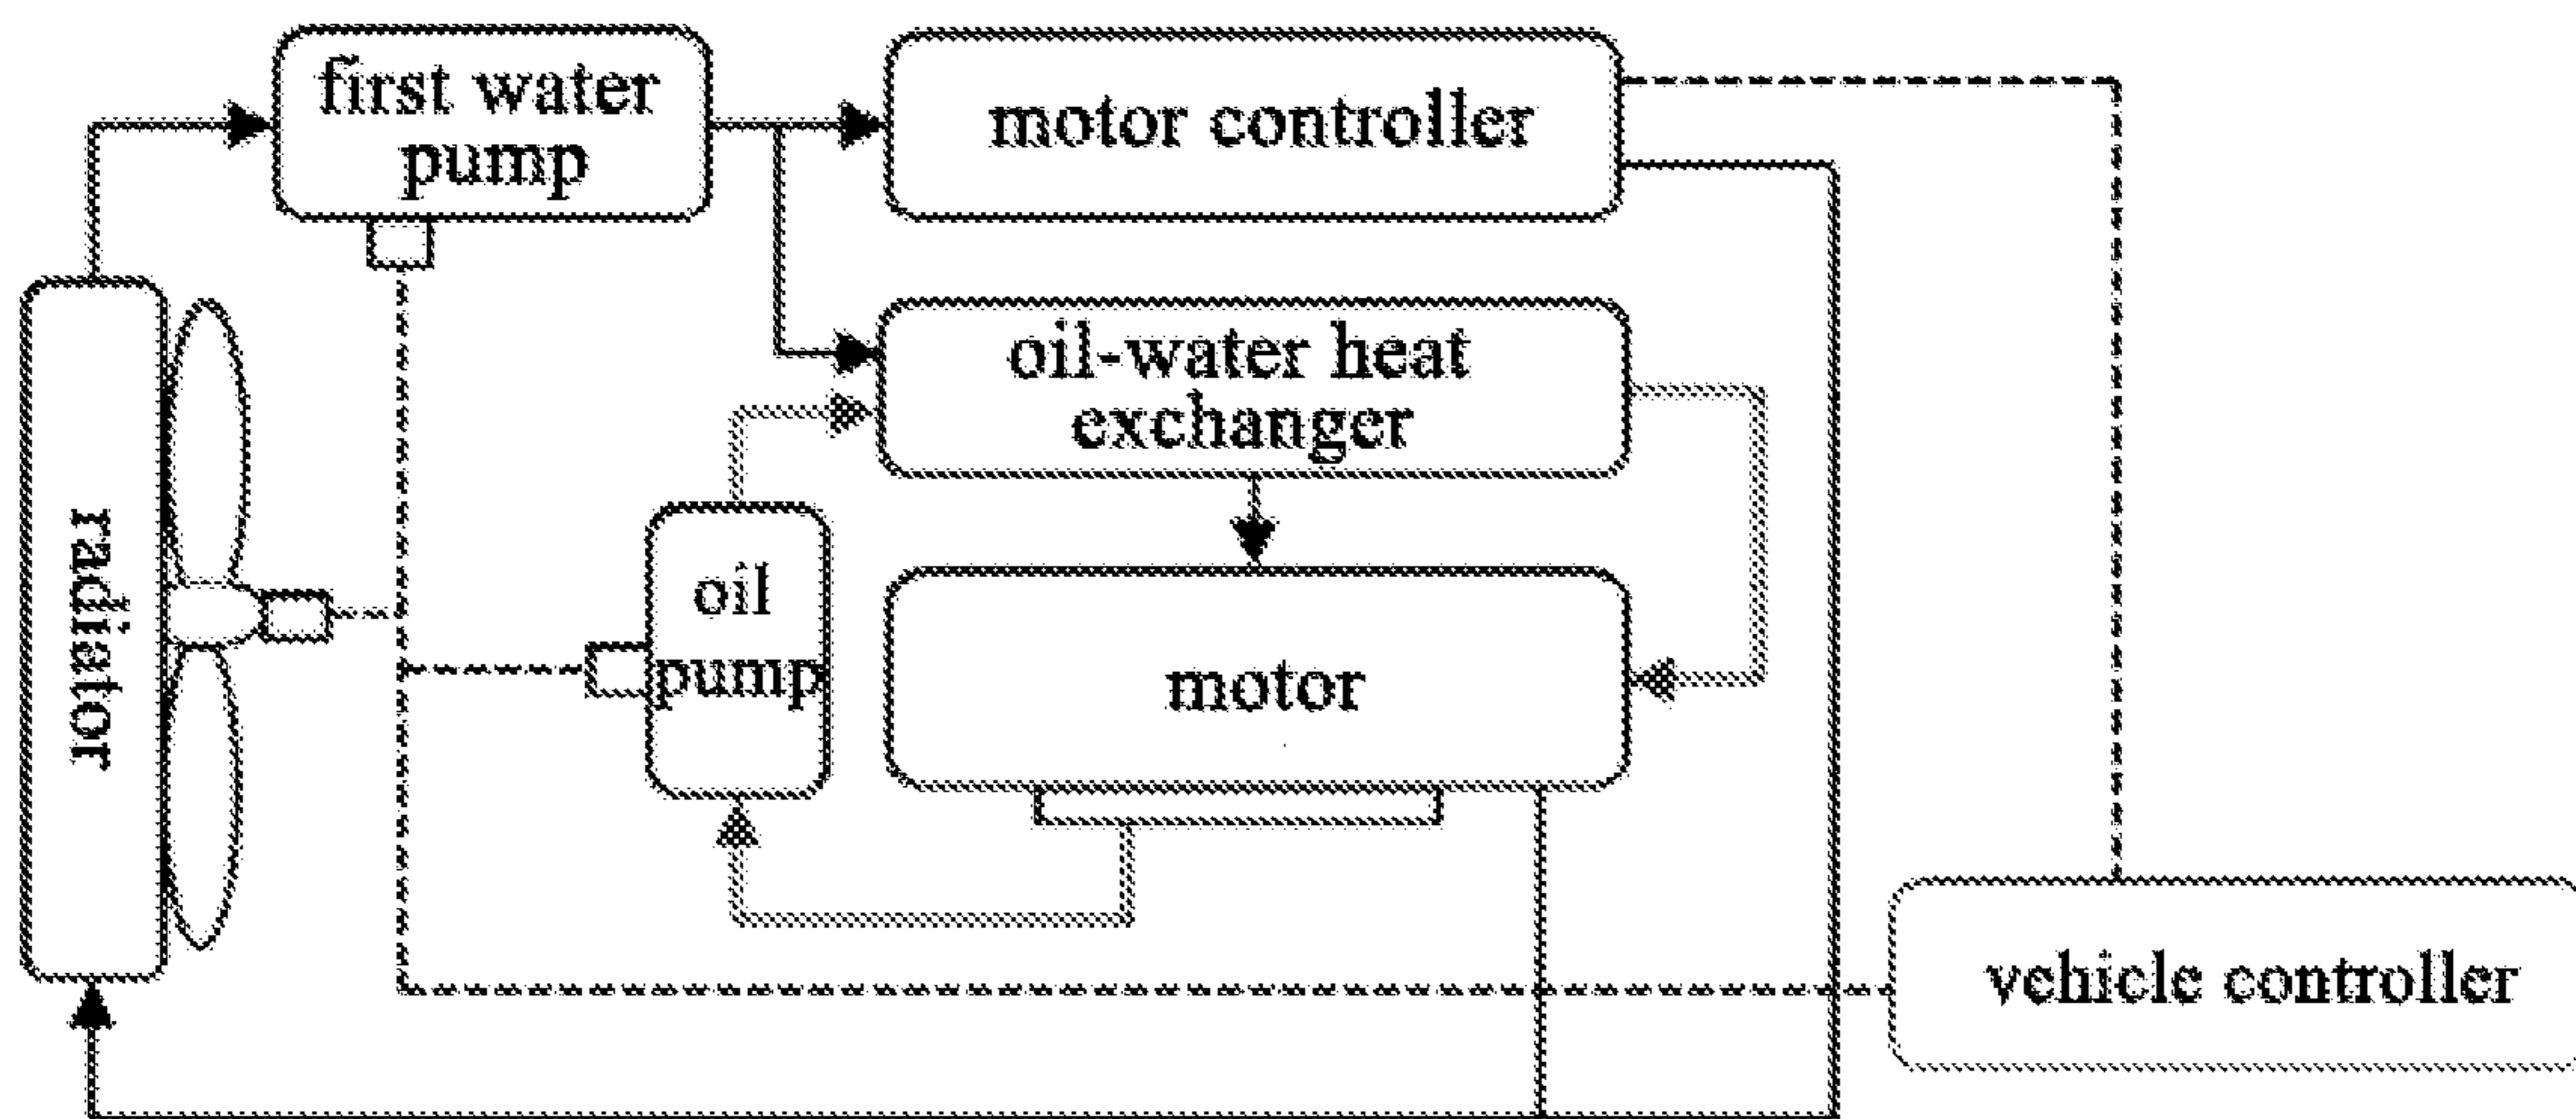 first water
pump
motor controller
oil-water heat
exchanger
radiator
oil
pump
motor
vehicle controller